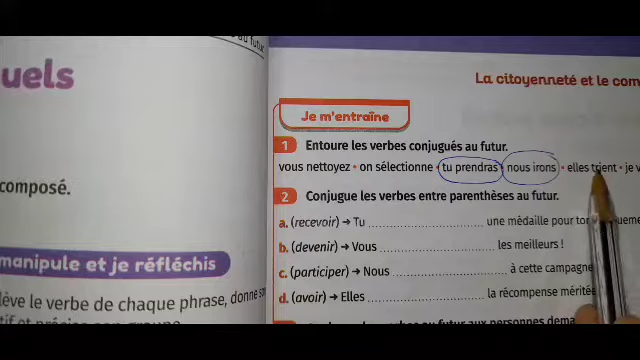 au futur
uels
composé.
manipule et je réfléchis
lève le verbe de chaque phrase, donne
La citoyenneté et le com
Je m'entraîne
1 Entoure les verbes conjugués au futur.
vous nettoyez • on sélectionne • tu prendras • nous irons • elles trient • je v
2 Conjugue les verbes entre parenthèses au futur.
a. (recevoir) → Tu ........................ une médaille pour ton
b. (devenir) → Vous ........................ les meilleurs !
c. (participer) → Nous ........................ à cette campagne
d. (avoir) → Elles ........................ la récompense méritée